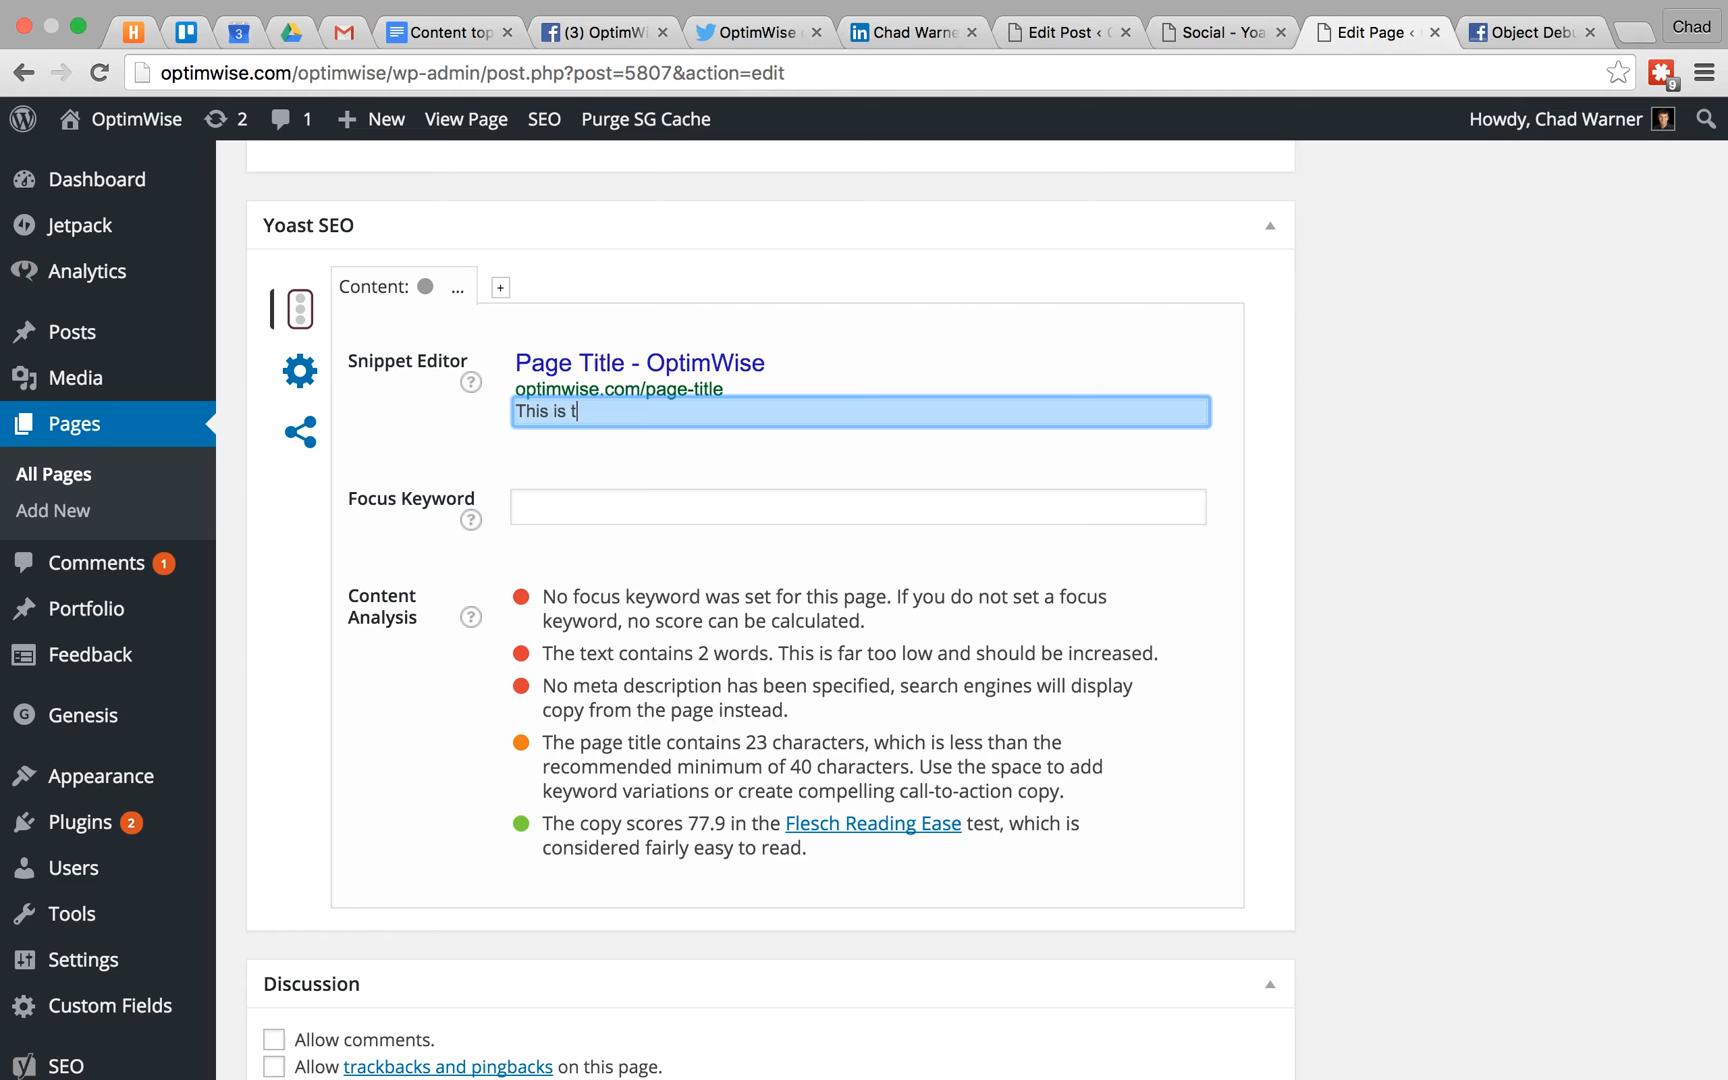 Content top
(3) OptimWi
OptimWise
Chad Warne
Edit Post ‹
Social - Yoa
Edit Page ‹
Object Debu
Chad
optimwise.com/optimwise/wp-admin/post.php?post=5807&action=edit
9
OptimWise
2
1
New
View Page
SEO
Purge SG Cache
Howdy, Chad Warner
Dashboard
Jetpack
Analytics
Posts
Media
Pages
All Pages
Add New
Comments 1
Portfolio
Feedback
Genesis
Appearance
Plugins 2
Users
Tools
Settings
Custom Fields
SEO
Yoast SEO
Content:
...
+
Snippet Editor
?
Page Title - OptimWise
optimwise.com/page-title
This is t
Focus Keyword
?
Content
Analysis
?
No focus keyword was set for this page. If you do not set a focus
keyword, no score can be calculated.
The text contains 2 words. This is far too low and should be increased.
No meta description has been specified, search engines will display
copy from the page instead.
The page title contains 23 characters, which is less than the
recommended minimum of 40 characters. Use the space to add
keyword variations or create compelling call-to-action copy.
The copy scores 77.9 in the Flesch Reading Ease test, which is
considered fairly easy to read.
Discussion
Allow comments.
Allow trackbacks and pingbacks on this page.